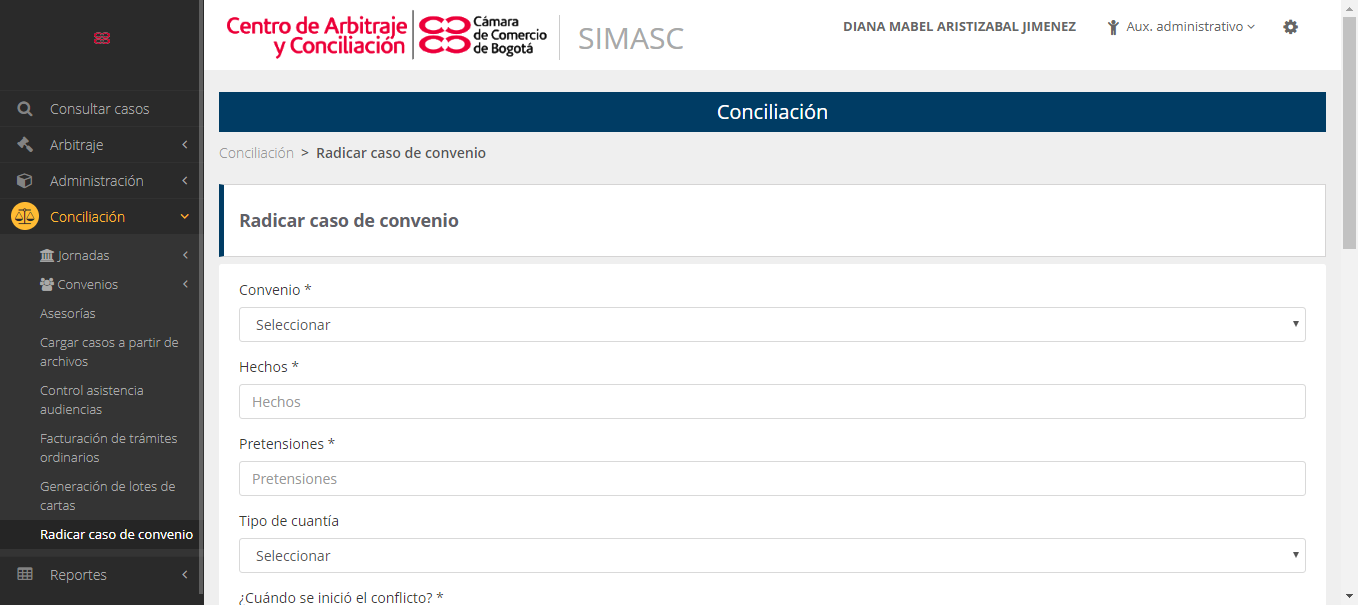 Centro de Arbitraje
y Conciliación
Cámara
de Comercio
de Bogotá
SIMASC
DIANA MABEL ARISTIZABAL JIMENEZ
Aux. administrativo
Consultar casos
Arbitraje
Administración
Conciliación
Jornadas
Convenios
Asesorías
Cargar casos a partir de
archivos
Control asistencia
audiencias
Facturación de trámites
ordinarios
Generación de lotes de
cartas
Radicar caso de convenio
Reportes
Conciliación
Conciliación > Radicar caso de convenio
Radicar caso de convenio
Convenio *
Seleccionar
Hechos *
Hechos
Pretensiones *
Pretensiones
Tipo de cuantía
Seleccionar
¿Cuándo se inició el conflicto? *